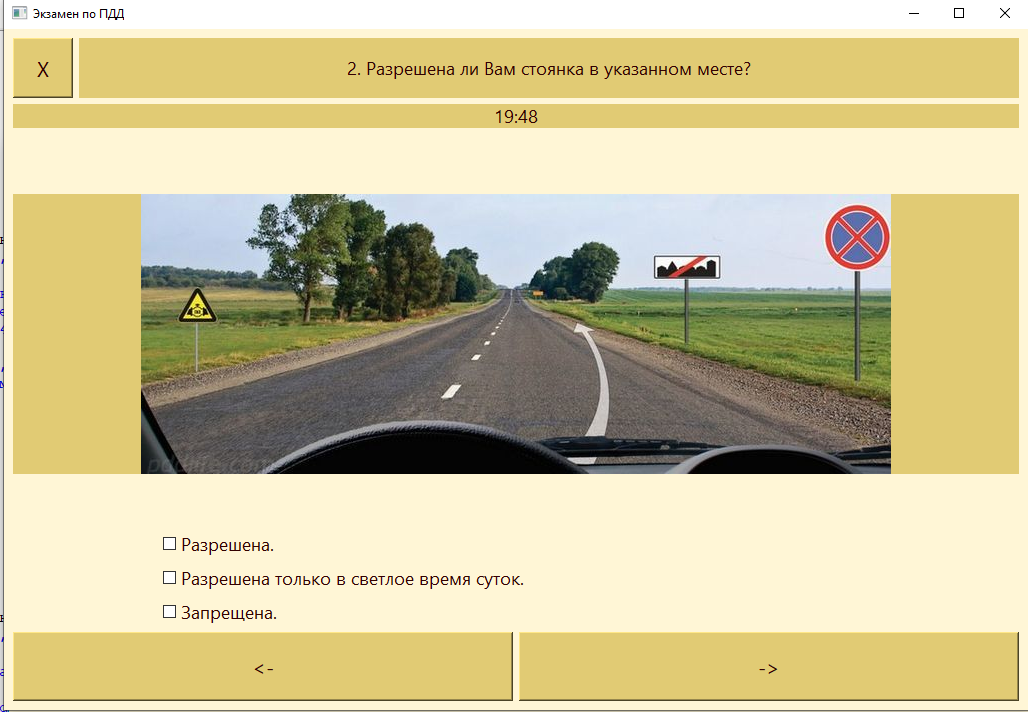 Экзамен по ПДД
X
2. Разрешена ли Вам стоянка в указанном месте?
19:48
Разрешена.
Разрешена только в светлое время суток.
Запрещена.
<-
->